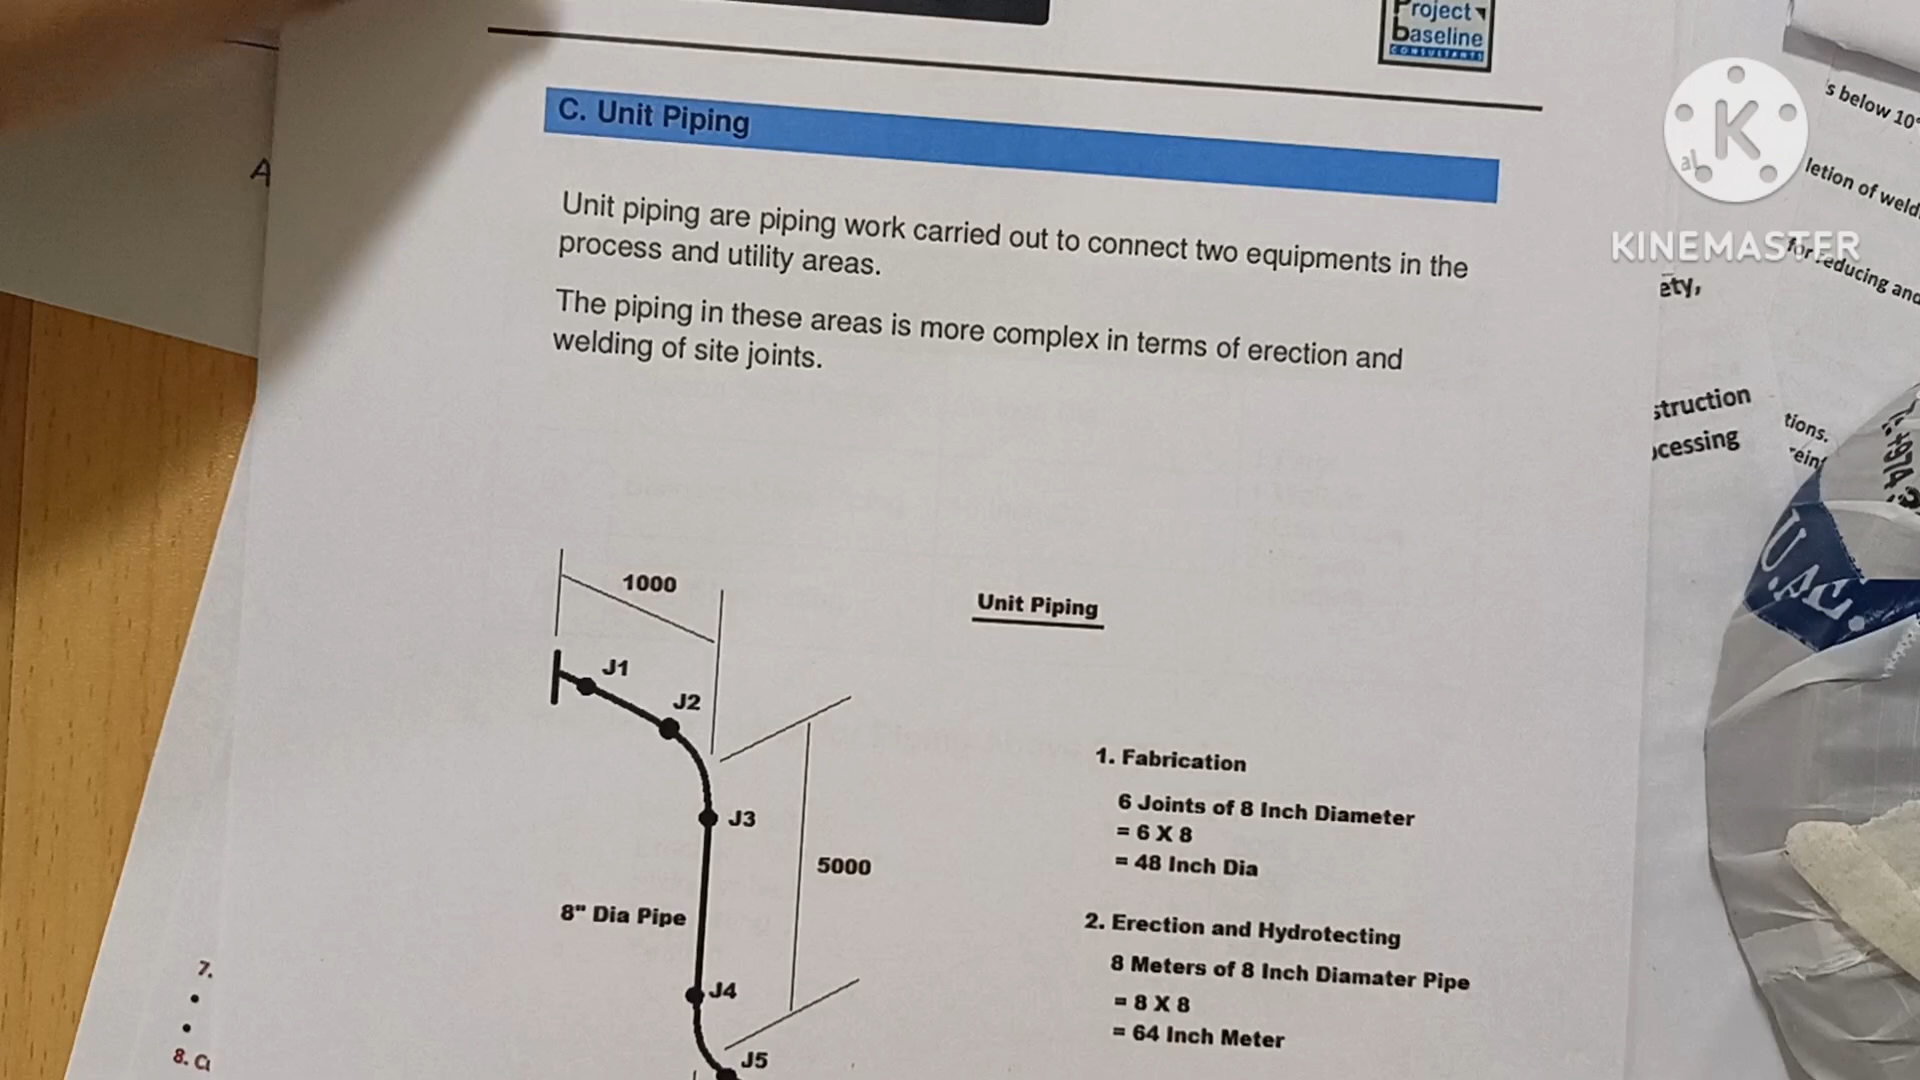 Project
baseline
CONSULTANTS
C. Unit Piping
Unit piping are piping work carried out to connect two equipments in the
process and utility areas.
The piping in these areas is more complex in terms of erection and
welding of site joints.
1000
Unit Piping
J1
J2
J3
5000
8" Dia Pipe
J4
J5
1. Fabrication
6 Joints of 8 Inch Diameter
= 6 X 8
= 48 Inch Dia
2. Erection and Hydrotecting
8 Meters of 8 Inch Diamater Pipe
= 8 X 8
= 64 Inch Meter
A
7.
•
•
8.
KINEMASTER
s below 10°
letion of weld
for reducing and
ety,
struction
ocessing
tions.
U.AE.